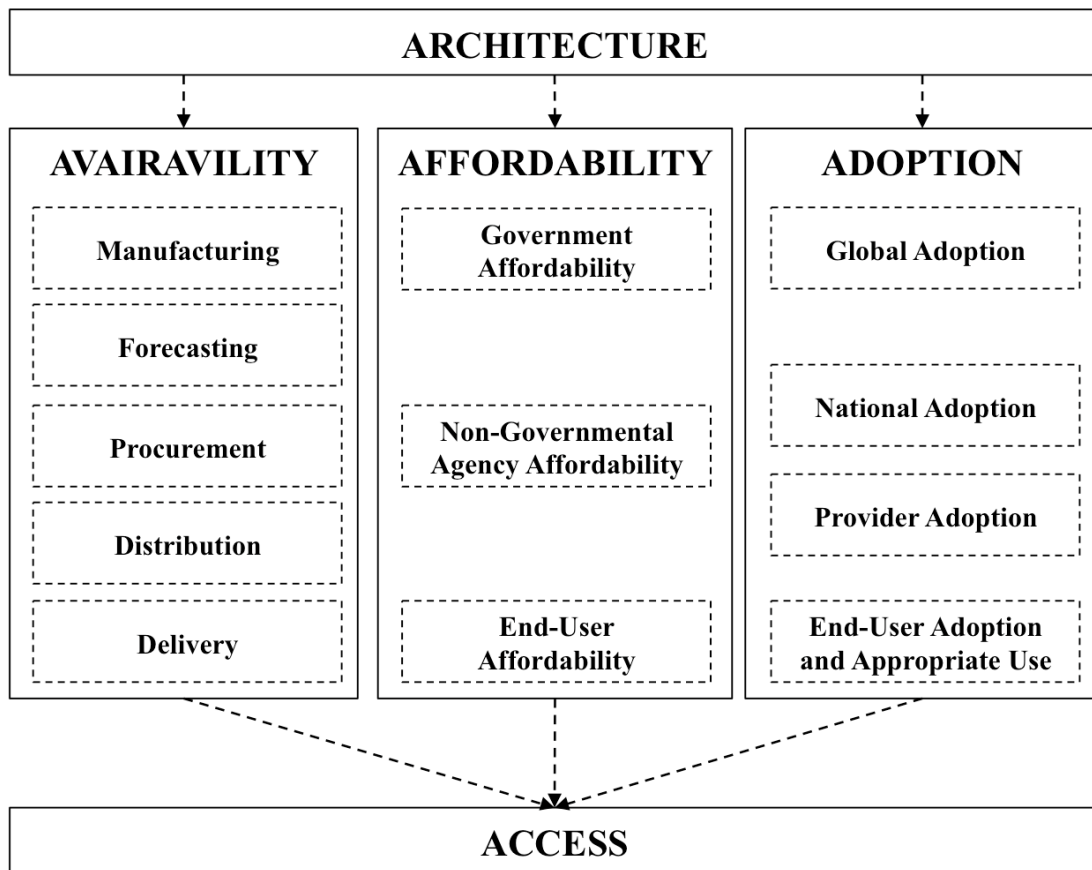 ARCHITECTURE
AVAIRAVILITY
Manufacturing
Forecasting
Procurement
Distribution
Delivery
AFFORDABILITY
Government
Affordability
Non-Governmental
Agency Affordability
End-User
Affordability
ADOPTION
Global Adoption
National Adoption
Provider Adoption
End-User Adoption
and Appropriate Use
ACCESS